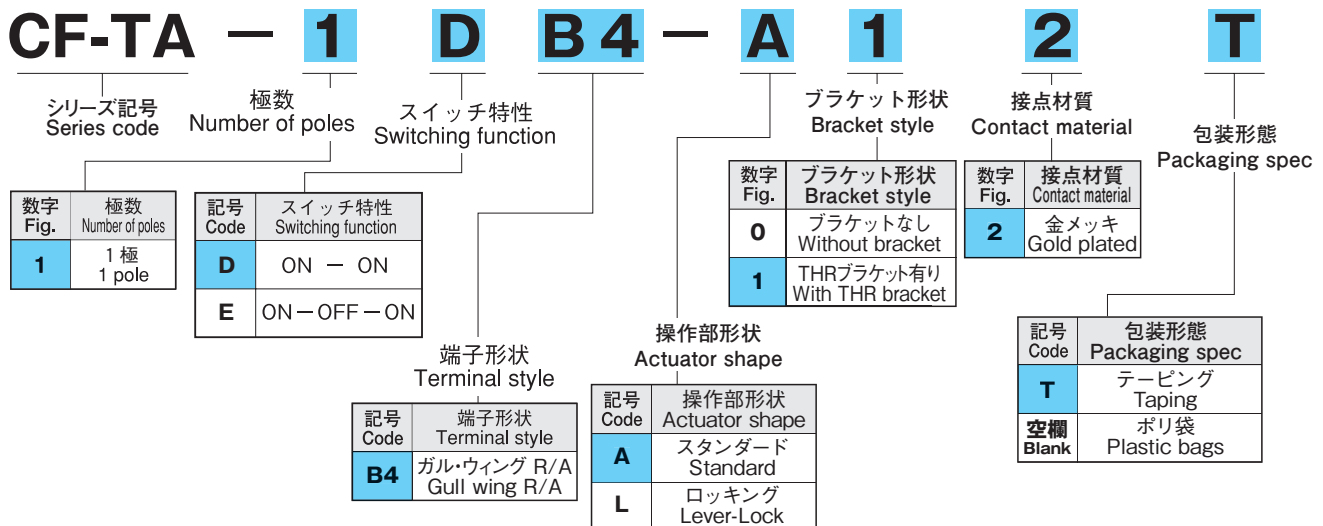 CF-TA — 1 D B4 — A 1 2 T
シリーズ記号
Series code
極数
Number of poles
スイッチ特性
Switching function
ブラケット形状
Bracket style
接点材質
Contact material
包装形態
Packaging spec
数字 極数
Fig. Number of poles
1 1 極
1 pole
記号 スイッチ特性
Code Switching function
D ON － ON
E ON－OFF－ON
数字 ブラケット形状
Fig. Bracket style
0 ブラケットなし
Without bracket
1 THRブラケット有り
With THR bracket
数字 接点材質
Fig. Contact material
2 金メッキ
Gold plated
端子形状
Terminal style
記号 端子形状
Code Terminal style
B4 ガル・ウィング R/A
Gull wing R/A
操作部形状
Actuator shape
記号 操作部形状
Code Actuator shape
A スタンダード
Standard
L ロッキング
Lever-Lock
記号 包装形態
Code Packaging spec
T テーピング
Taping
空欄 ポリ袋
Blank Plastic bags